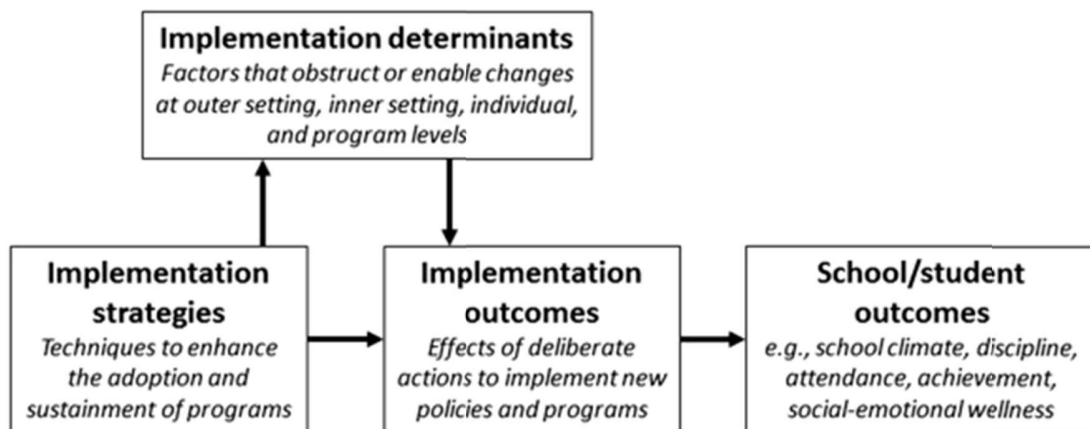 Implementation determinants
Factors that obstruct or enable changes
at outer setting, inner setting, individual,
and program levels
Implementation
strategies
Techniques to enhance
the adoption and
sustainment of programs
Implementation
outcomes
Effects of deliberate
actions to implement new
policies and programs
School/student
outcomes
e.g., school climate, discipline,
attendance, achievement,
social-emotional wellness